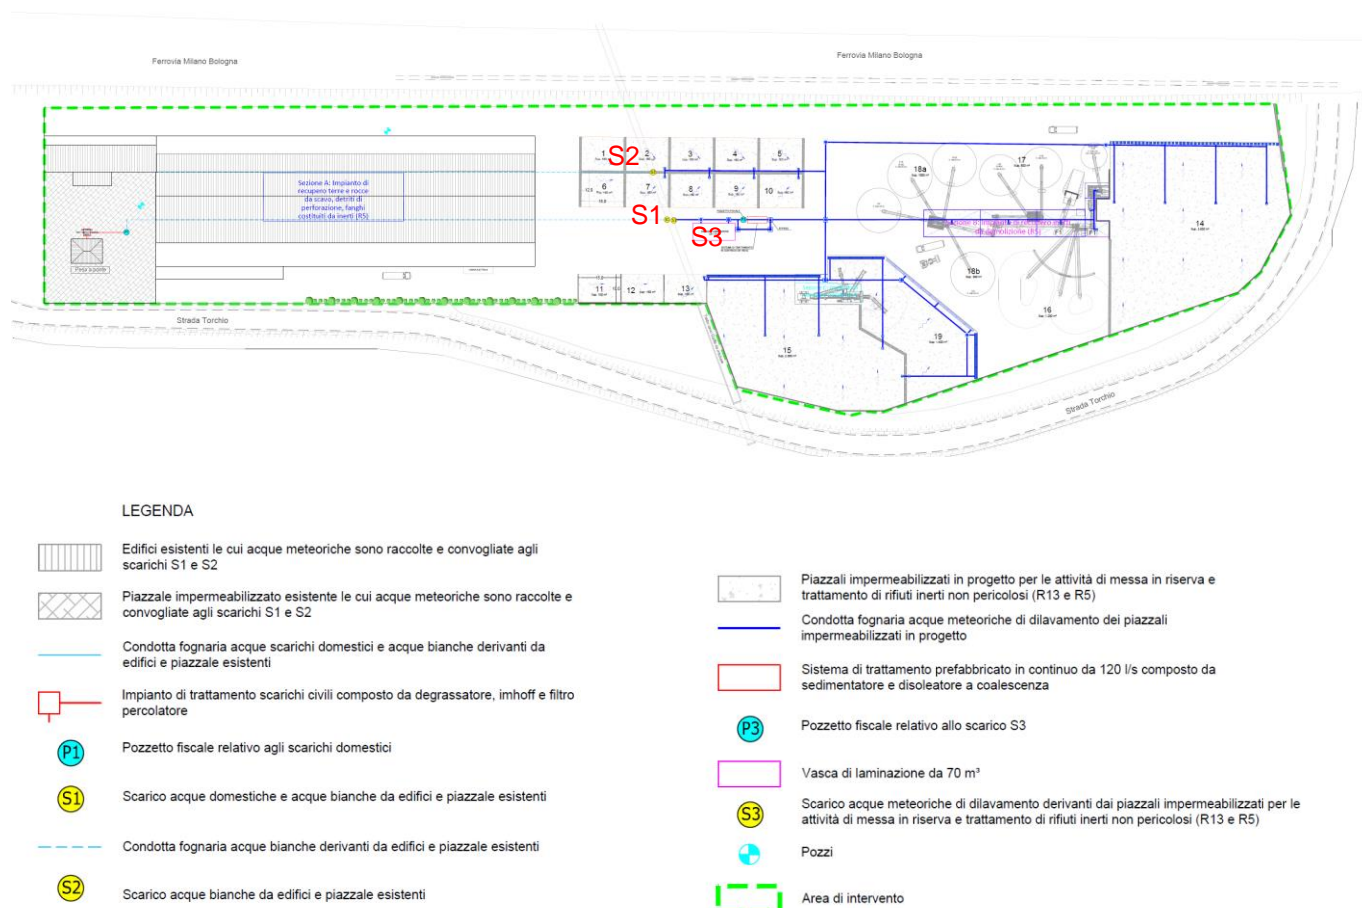 Ferrovia Milano Bologna
Ferrovia Milano Bologna
1
2
3
4
5
S2
6
7
8
9
10
S1
S3
Sezione A: Impianto di
recupero terre e rocce
da scavo, detriti di
perforazione, fanghi
costituiti da inerti (R5)
Pesa a ponte
11
12
13
14
15
16
17
18a
18b
19
Strada Torchio
Strada Torchio
LEGENDA
Edifici esistenti le cui acque meteoriche sono raccolte e convogliate agli
scarichi S1 e S2
Piazzale impermeabilizzato esistente le cui acque meteoriche sono raccolte e
convogliate agli scarichi S1 e S2
Condotta fognaria acque scarichi domestici e acque bianche derivanti da
edifici e piazzale esistenti
Impianto di trattamento scarichi civili composto da degrassatore, imhoff e filtro
percolatore
P1
Pozzetto fiscale relativo agli scarichi domestici
S1
Scarico acque domestiche e acque bianche da edifici e piazzale esistenti
Condotta fognaria acque bianche derivanti da edifici e piazzale esistenti
S2
Scarico acque bianche da edifici e piazzale esistenti
Piazzali impermeabilizzati in progetto per le attività di messa in riserva e
trattamento di rifiuti inerti non pericolosi (R13 e R5)
Condotta fognaria acque meteoriche di dilavamento dei piazzali
impermeabilizzati in progetto
Sistema di trattamento prefabbricato in continuo da 120 l/s composto da
sedimentatore e disoleatore a coalescenza
P3
Pozzetto fiscale relativo allo scarico S3
Vasca di laminazione da 70 m³
S3
Scarico acque meteoriche di dilavamento derivanti dai piazzali impermeabilizzati per le
attività di messa in riserva e trattamento di rifiuti inerti non pericolosi (R13 e R5)
Pozzi
Area di intervento